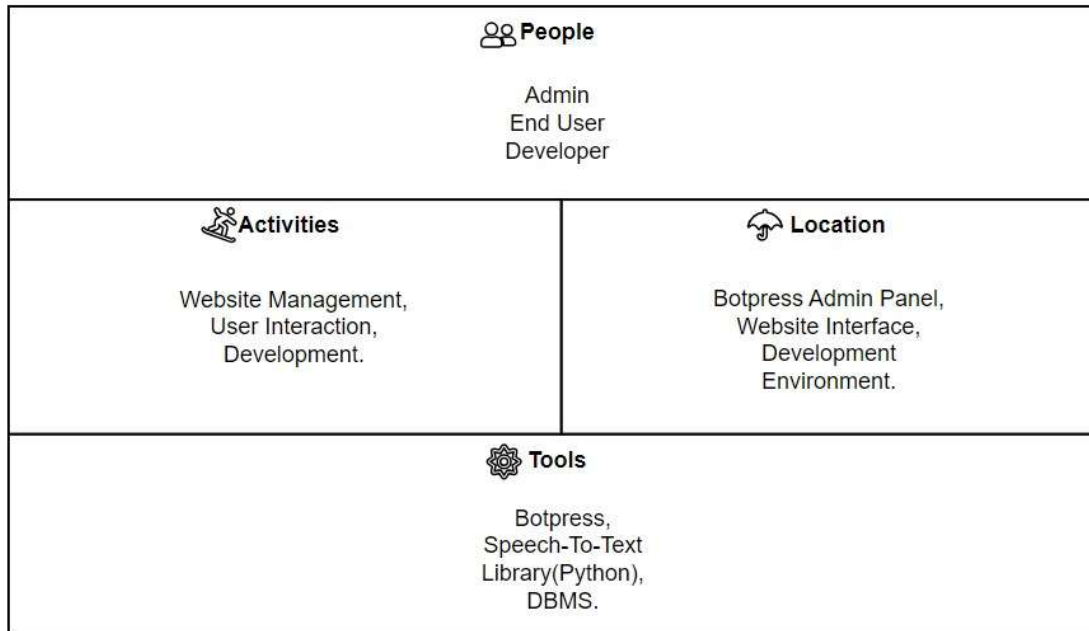 People
Admin
End User
Developer
Activities
Website Management,
User Interaction,
Development.
Location
Botpress Admin Panel,
Website Interface,
Development
Environment.
Tools
Botpress,
Speech-To-Text
Library(Python),
DBMS.